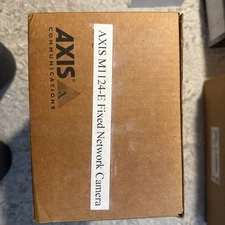 AXIS
COMMUNICATIONS
AXIS M1124-E Fixed Network Camera